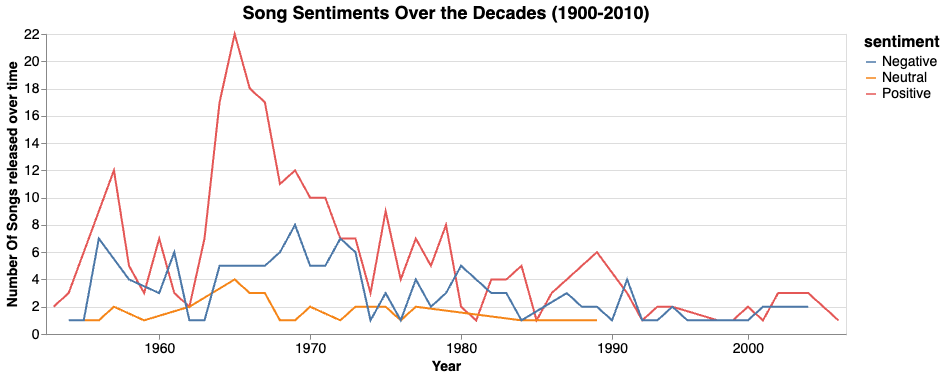 Song Sentiments Over the Decades (1900-2010)
Number Of Songs released over time
22
20
18
16
14
12
10
8
6
4
2
0
1960 1970 1980 1990 2000
Year
sentiment
Negative
Neutral
Positive